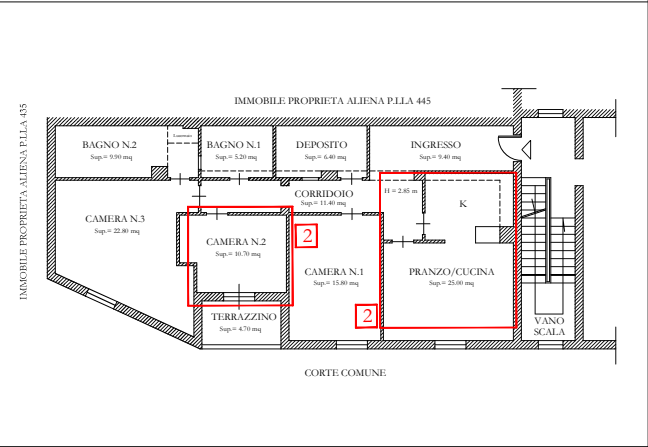 IMMOBILE PROPRIETA ALIENA P.LLA 445
IMMOBILE PROPRIETA ALIENA P.LLA 435
BAGNO N.2
Sup.= 9.90 mq
BAGNO N.1
Sup.= 5.20 mq
DEPOSITO
Sup.= 6.40 mq
INGRESSO
Sup.= 9.40 mq
CORRIDOIO
Sup.= 11.40 mq
H = 2.85 m
K
CAMERA N.3
Sup.= 22.80 mq
CAMERA N.2
Sup.= 10.70 mq
2
CAMERA N.1
Sup.= 15.80 mq
PRANZO/CUCINA
Sup.= 25.00 mq
2
TERRAZZINO
Sup.= 4.70 mq
VANO
SCALA
CORTE COMUNE